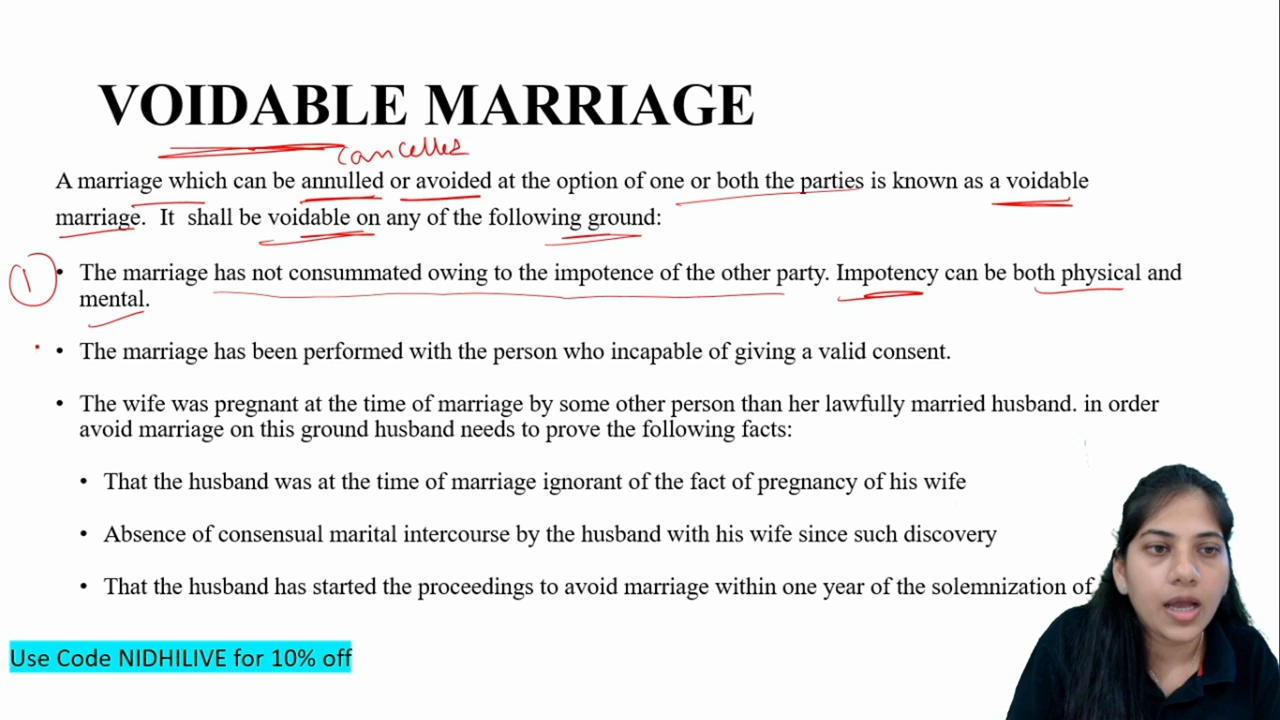 VOIDABLE MARRIAGE
cancelled
A marriage which can be annulled or avoided at the option of one or both the parties is known as a voidable
marriage. It shall be voidable on any of the following ground:
1
• The marriage has not consummated owing to the impotence of the other party. Impotency can be both physical and
mental.
• The marriage has been performed with the person who incapable of giving a valid consent.
• The wife was pregnant at the time of marriage by some other person than her lawfully married husband. in order
avoid marriage on this ground husband needs to prove the following facts:
• That the husband was at the time of marriage ignorant of the fact of pregnancy of his wife
• Absence of consensual marital intercourse by the husband with his wife since such discovery
• That the husband has started the proceedings to avoid marriage within one year of the solemnization of
Use Code NIDHILIVE for 10% off